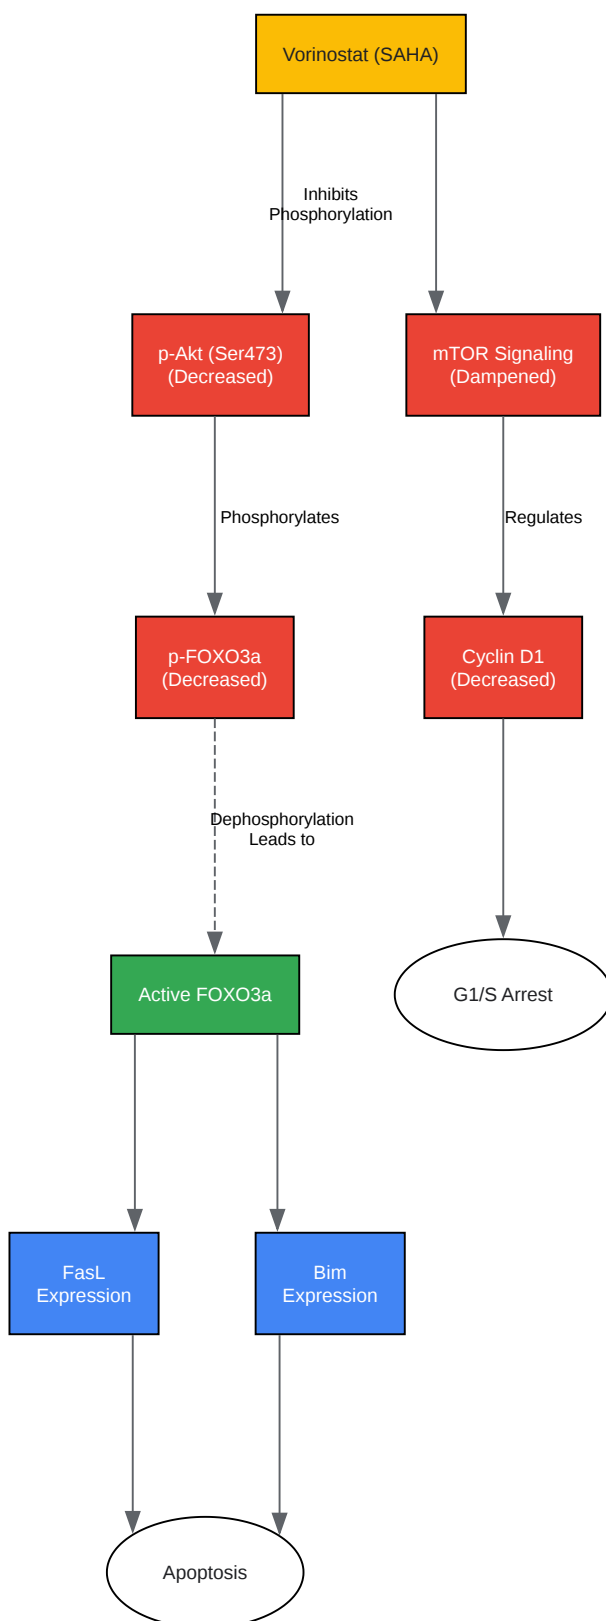 Vorinostat (SAHA)
Inhibits
Phosphorylation
p-Akt (Ser473)
(Decreased)
mTOR Signaling
(Dampened)
Phosphorylates
Regulates
p-FOXO3a
(Decreased)
Cyclin D1
(Decreased)
Dephosphorylation
Leads to
Active FOXO3a
G1/S Arrest
FasL
Expression
Bim
Expression
Apoptosis